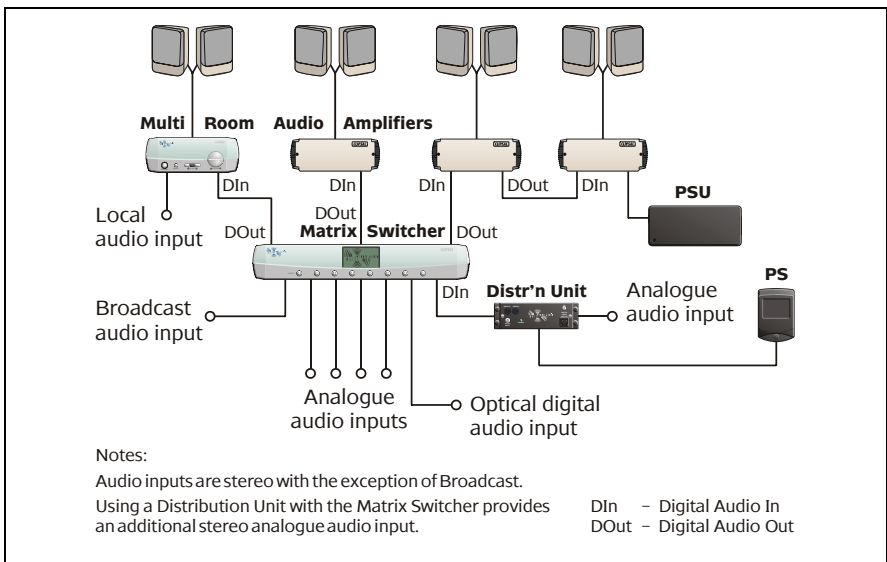 Multi Room Audio Amplifiers
CLIPSAL
CLIPSAL
CLIPSAL
DIn
DIn
DIn
DOut
DIn
PSU
Local
audio input
DOut
DOut
DOut
Matrix Switcher
DIn
Distr'n Unit
Analogue
audio input
PS
Broadcast
audio input
Analogue
audio inputs
Optical digital
audio input
Notes:
Audio inputs are stereo with the exception of Broadcast.
Using a Distribution Unit with the Matrix Switcher provides
an additional stereo analogue audio input.
DIn – Digital Audio In
DOut – Digital Audio Out